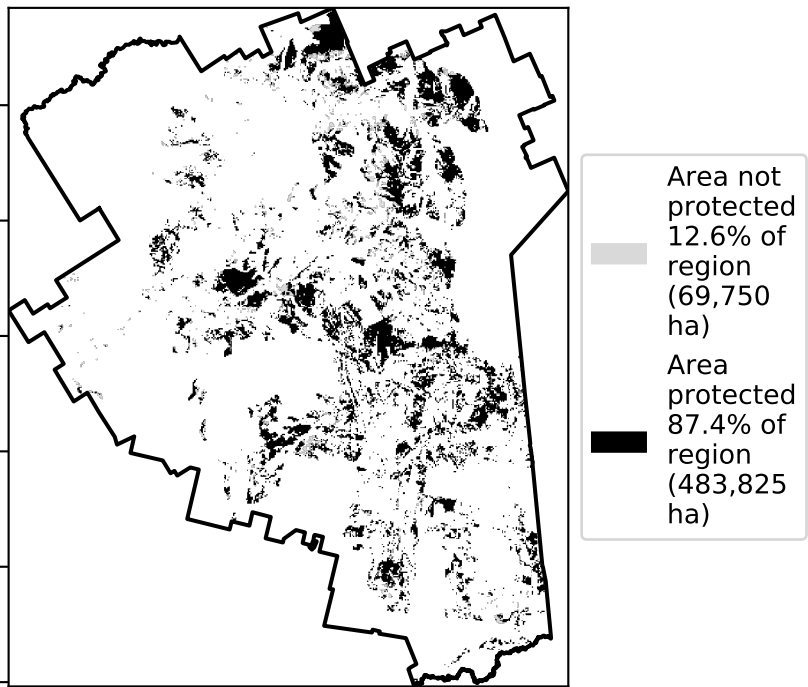 Area not
protected
12.6% of
region
(69,750
ha)
Area
protected
87.4% of
region
(483,825
ha)